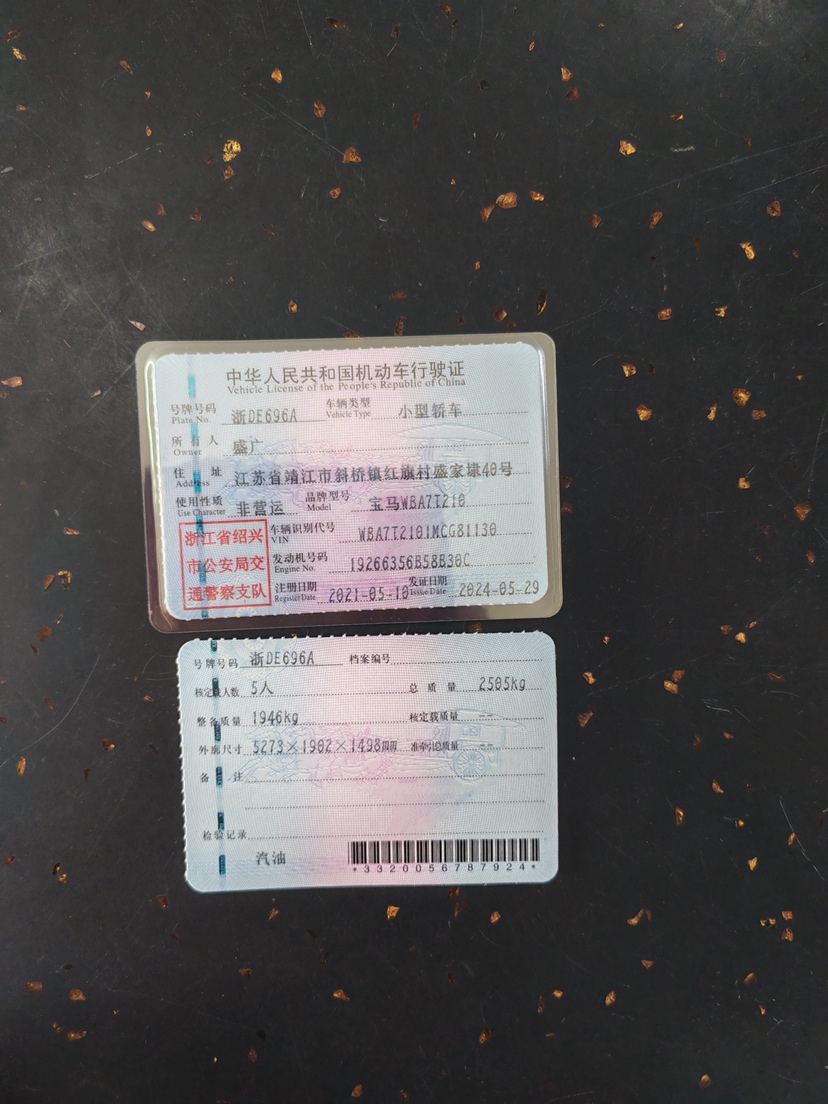 中华人民共和国机动车行驶证
Vehicle License of the People's Republic of China
号牌号码 Plate No. 浙DE696A 车辆类型 Vehicle Type 小型轿车
所有人 Owner 盛广
住址 Address 江苏省靖江市斜桥镇红旗村盛家埭40号
使用性质 Use Character 非营运 品牌型号 Model 宝马WBA7T210
浙江省绍兴
市公安局交
通警察支队
车辆识别代号 VIN WBA7T2101MCG81130
发动机号码 Engine No. 19266356B58B30C
注册日期 Register Date 2021-05-10 发证日期 Issue Date 2024-05-29
号牌号码 浙DE696A 档案编号
核定载人数 5人 总质量 2505kg
整备质量 1946kg 核定载质量 --
外廓尺寸 5273×1902×1498mm 准牵引总质量 --
备注
检验记录
汽油
*3320056787924*